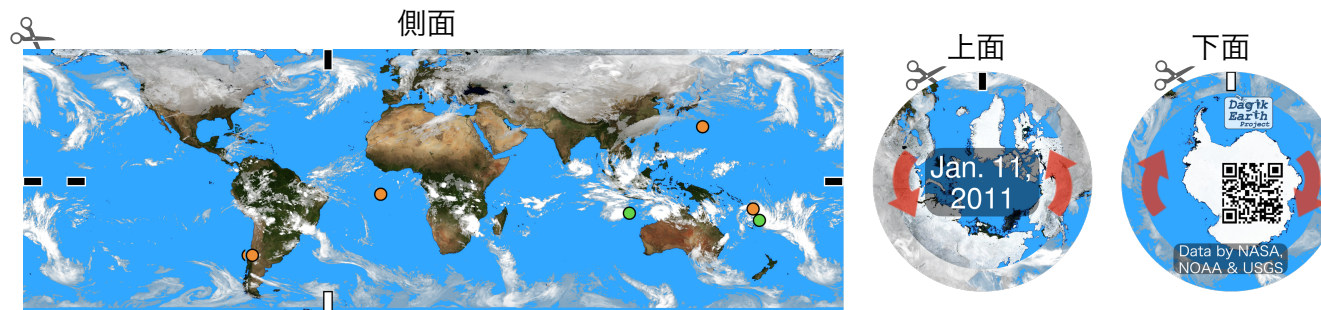 側面
上面
下面
Jan. 11,
2011
Dagik
Earth
Project
Data by NASA,
NOAA & USGS